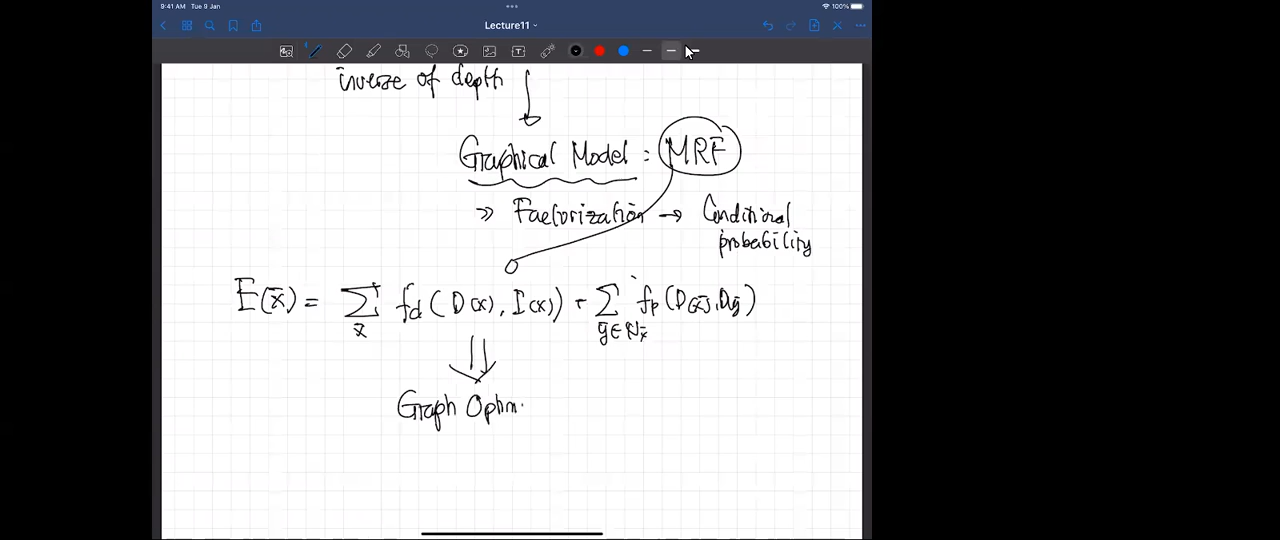 9:41 AM Tue 9 Jan
100%
Lecture11
inverse of depth
Graphical Model : MRF
>> Factorization → Conditional
probability
E(x̄) = ∑ fd ( D(x), I(x)) + ∑ fp (D(x̄), D(ȳ))
x̄ ȳ ∈ Nx̄
Graph Optim.